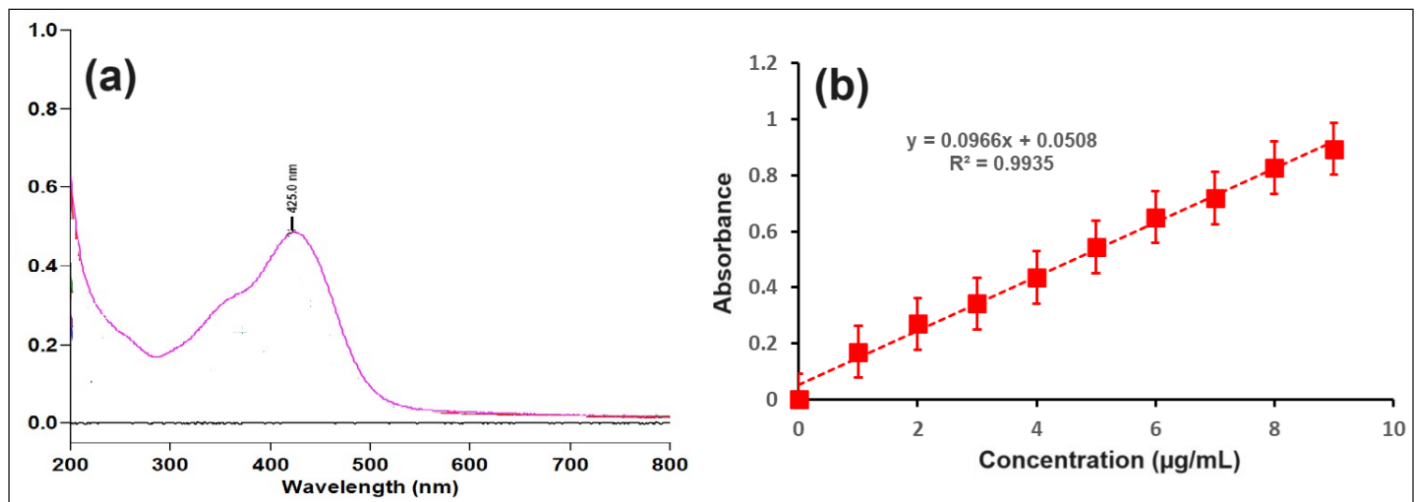 (a)
1.0
0.8
0.6
0.4
0.2
0.0
425.0 nm
200 300 400 500 600 700 800
Wavelength (nm)
(b)
1.2
1
0.8
0.6
0.4
0.2
0
y = 0.0966x + 0.0508
R² = 0.9935
Absorbance
0 2 4 6 8 10
Concentration (µg/mL)